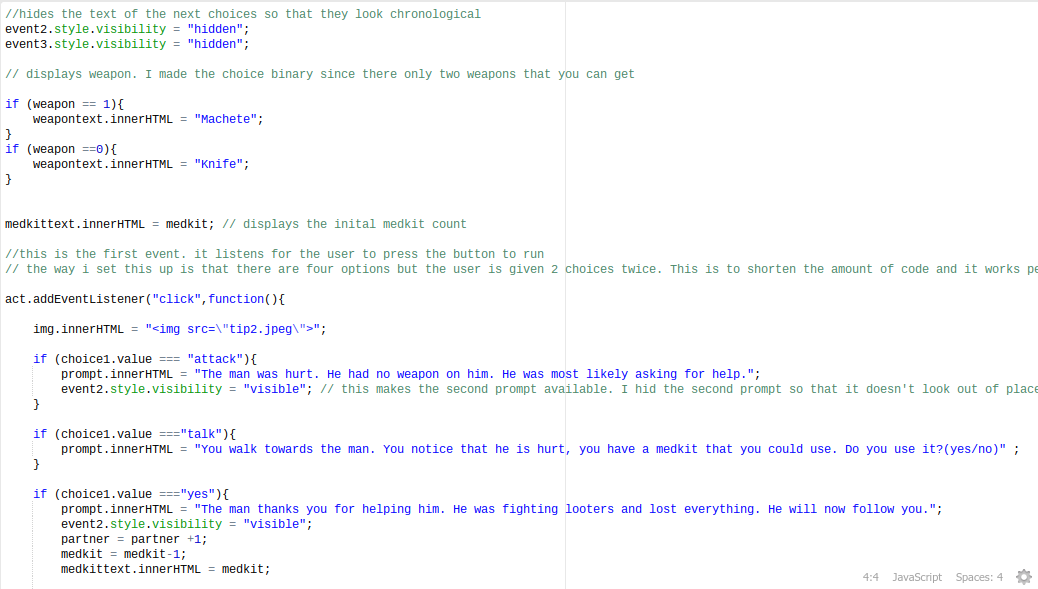 //hides the text of the next choices so that they look chronological
event2.style.visibility = "hidden";
event3.style.visibility = "hidden";
// displays weapon. I made the choice binary since there only two weapons that you can get
if (weapon == 1){
weapontext.innerHTML = "Machete";
}
if (weapon ==0){
weapontext.innerHTML = "Knife";
}
medkittext.innerHTML = medkit; // displays the inital medkit count
//this is the first event. it listens for the user to press the button to run
// the way i set this up is that there are four options but the user is given 2 choices twice. This is to shorten the amount of code and it works
act.addEventListener("click",function(){
img.innerHTML = "<img src=\"tip2.jpeg\">";
if (choice1.value === "attack"){
prompt.innerHTML = "The man was hurt. He had no weapon on him. He was most likely asking for help.";
event2.style.visibility = "visible"; // this makes the second prompt available. I hid the second prompt so that it doesn't look out of place
}
if (choice1.value ==="talk"){
prompt.innerHTML = "You walk towards the man. You notice that he is hurt, you have a medkit that you could use. Do you use it?(yes/no)" ;
}
if (choice1.value ==="yes"){
prompt.innerHTML = "The man thanks you for helping him. He was fighting looters and lost everything. He will now follow you.";
event2.style.visibility = "visible";
partner = partner +1;
medkit = medkit-1;
medkittext.innerHTML = medkit;
4:4 JavaScript Spaces: 4